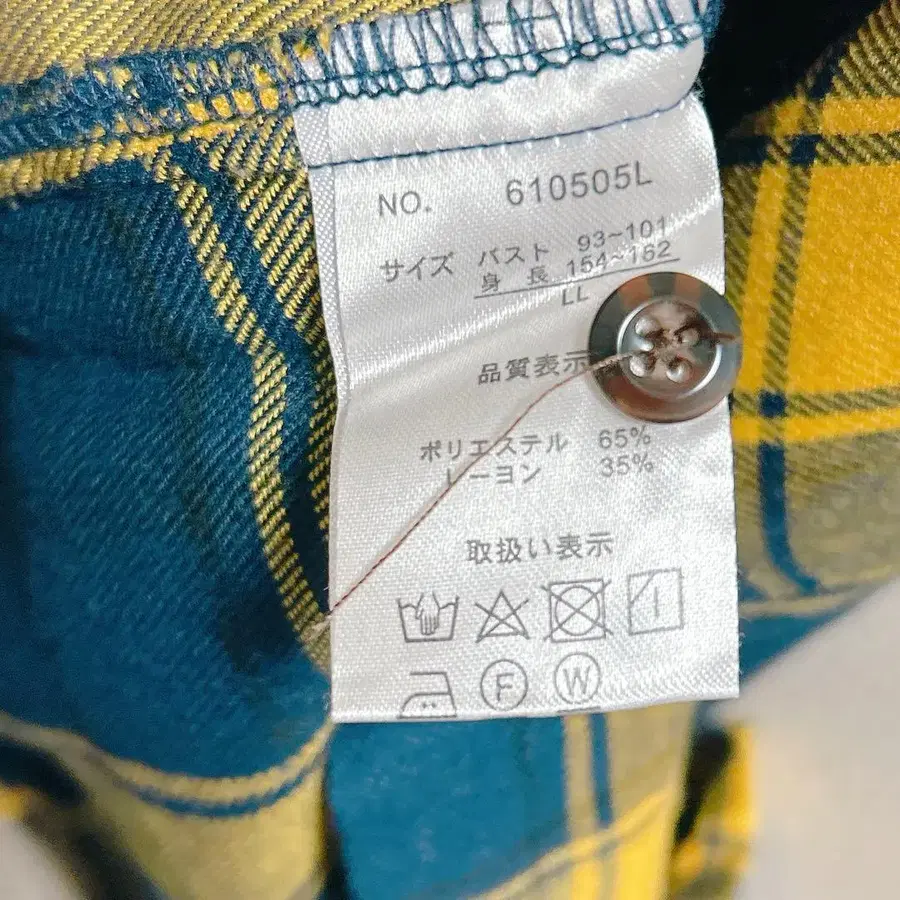 NO. 610505L
サイズ バスト 93~101
身 長 154~162
LL
品質表示
ポリエステル 65%
レーヨン 35%
取扱い表示
F W